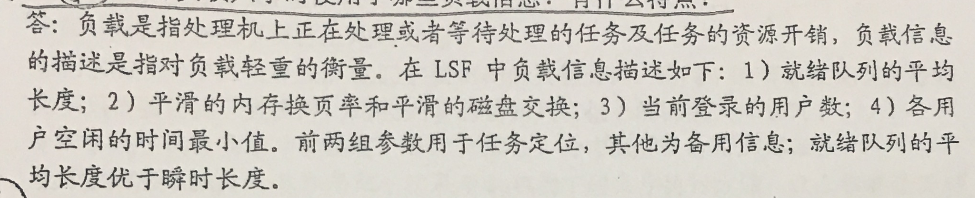 答：负载是指处理机上正在处理或者等待处理的任务及任务的资源开销，负载信息
的描述是指对负载轻重的衡量。在 LSF 中负载信息描述如下：1）就绪队列的平均
长度；2）平滑的内存换页率和平滑的磁盘交换；3）当前登录的用户数；4）各用
户空闲的时间最小值。前两组参数用于任务定位，其他为备用信息；就绪队列的平
均长度优于瞬时长度。